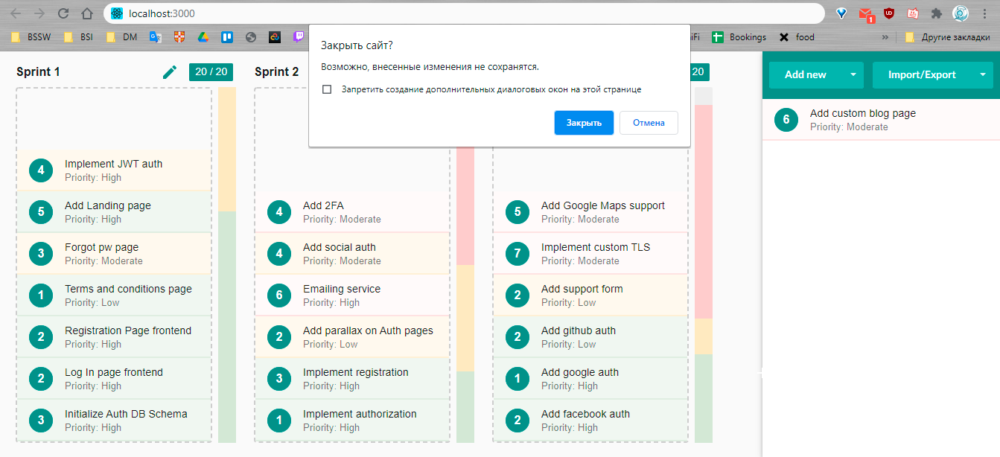 localhost:3000
1
BSSW
BSI
DM
iFi
Bookings
food
»
Другие закладки
Закрыть сайт?
Возможно, внесенные изменения не сохранятся.
Запретить создание дополнительных диалоговых окон на этой странице
Закрыть
Отмена
Sprint 1
20 / 20
4
Implement JWT auth
Priority: High
5
Add Landing page
Priority: High
3
Forgot pw page
Priority: Moderate
1
Terms and conditions page
Priority: Low
2
Registration Page frontend
Priority: High
2
Log In page frontend
Priority: High
3
Initialize Auth DB Schema
Priority: High
Sprint 2
4
Add 2FA
Priority: Moderate
4
Add social auth
Priority: Moderate
6
Emailing service
Priority: High
2
Add parallax on Auth pages
Priority: Low
3
Implement registration
Priority: High
1
Implement authorization
Priority: High
20
5
Add Google Maps support
Priority: Moderate
7
Implement custom TLS
Priority: Moderate
2
Add support form
Priority: Low
2
Add github auth
Priority: Low
1
Add google auth
Priority: High
2
Add facebook auth
Priority: High
Add new
Import/Export
6
Add custom blog page
Priority: Moderate